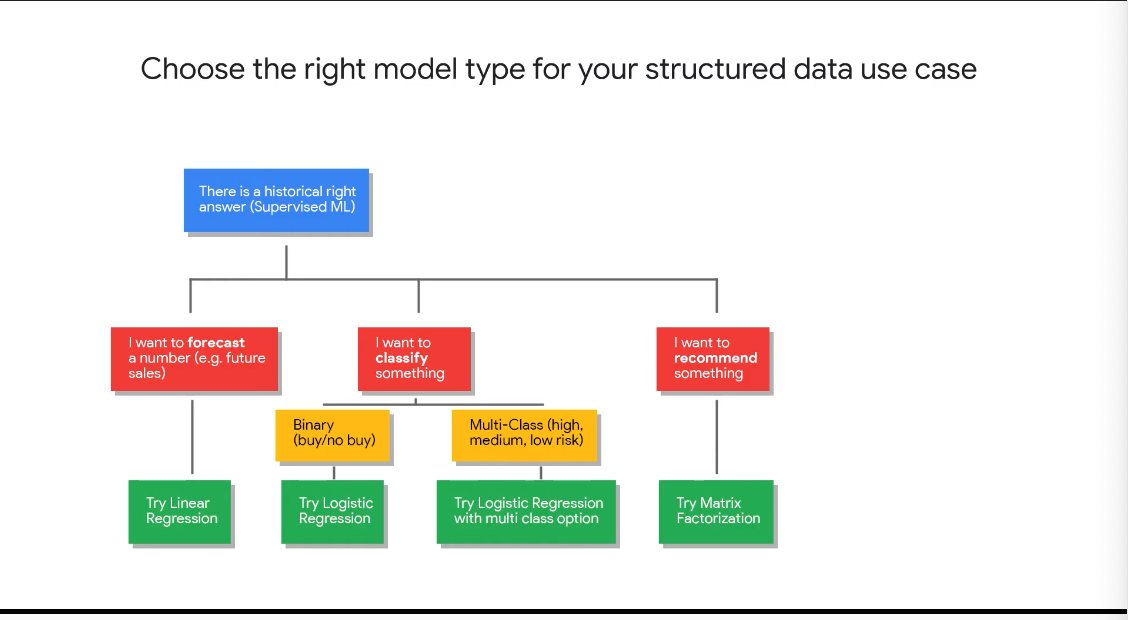 Choose the right model type for your structured data use case
There is a historical right
answer (Supervised ML)
I want to forecast
a number (e.g. future
sales)
I want to
classify
something
I want to
recommend
something
Binary
(buy/no buy)
Multi-Class (high,
medium, low risk)
Try Linear
Regression
Try Logistic
Regression
Try Logistic Regression
with multi class option
Try Matrix
Factorization